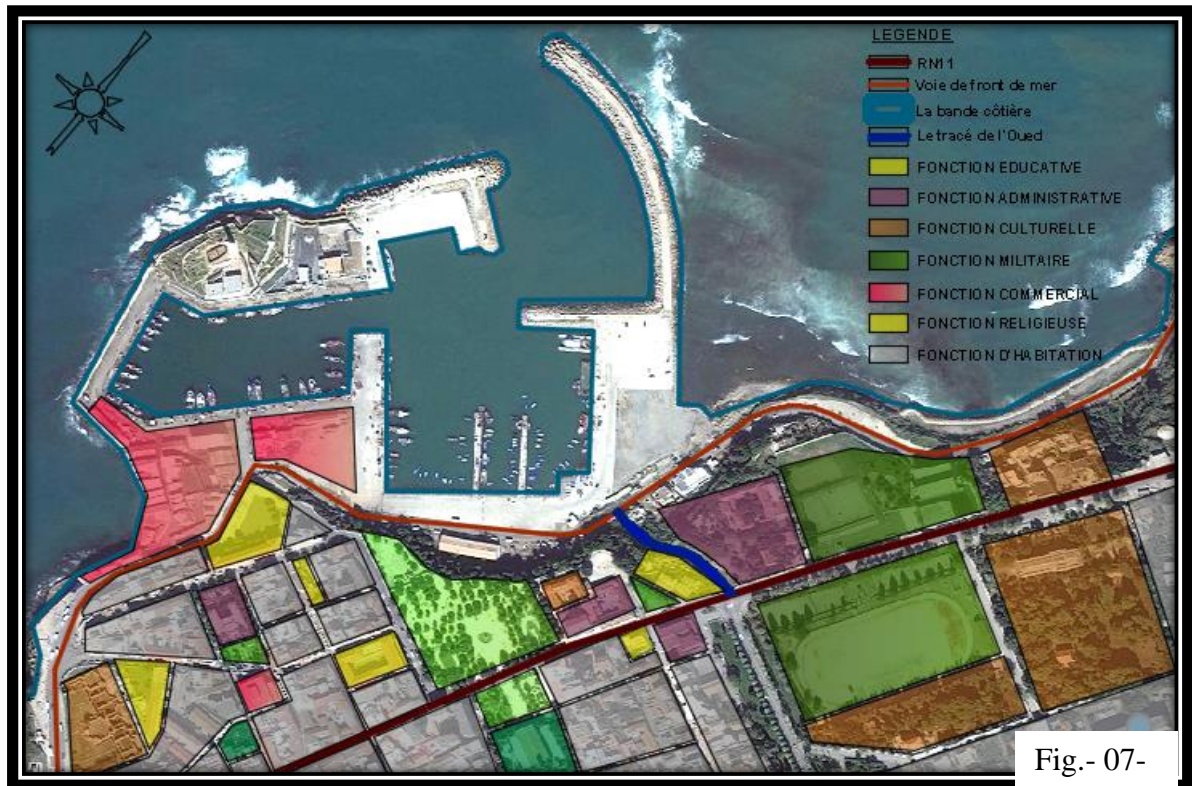 LEGENDE
RN11
Voie de front de mer
La bande côtière
Le tracé de l'Oued
FONCTION EDUCATIVE
FONCTION ADMINISTRATIVE
FONCTION CULTURELLE
FONCTION MILITAIRE
FONCTION COMMERCIAL
FONCTION RELIGIEUSE
FONCTION D'HABITATION
Fig.- 07-